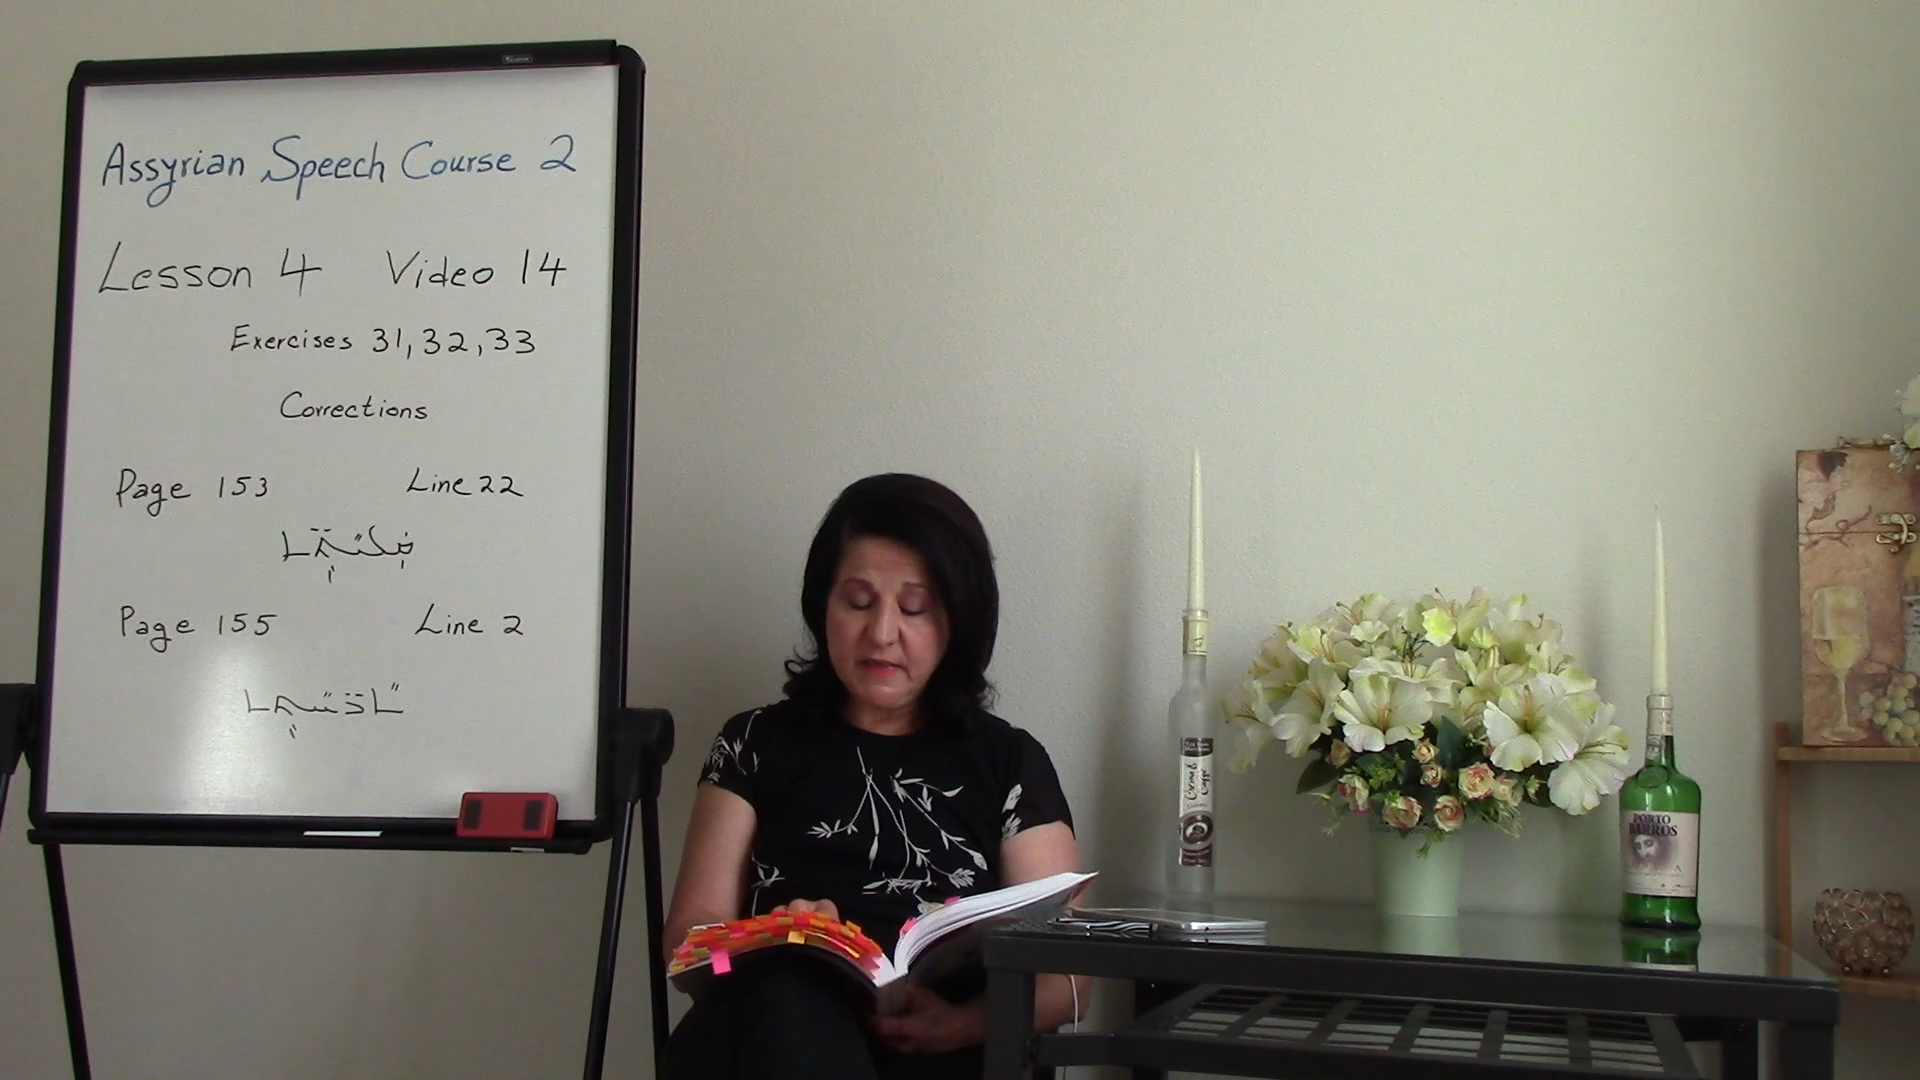 Assyrian Speech Course 2
Lesson 4 Video 14
Exercises 31, 32, 33
Corrections
Page 153 Line 22
Page 155 Line 2
PORTO
BARROS